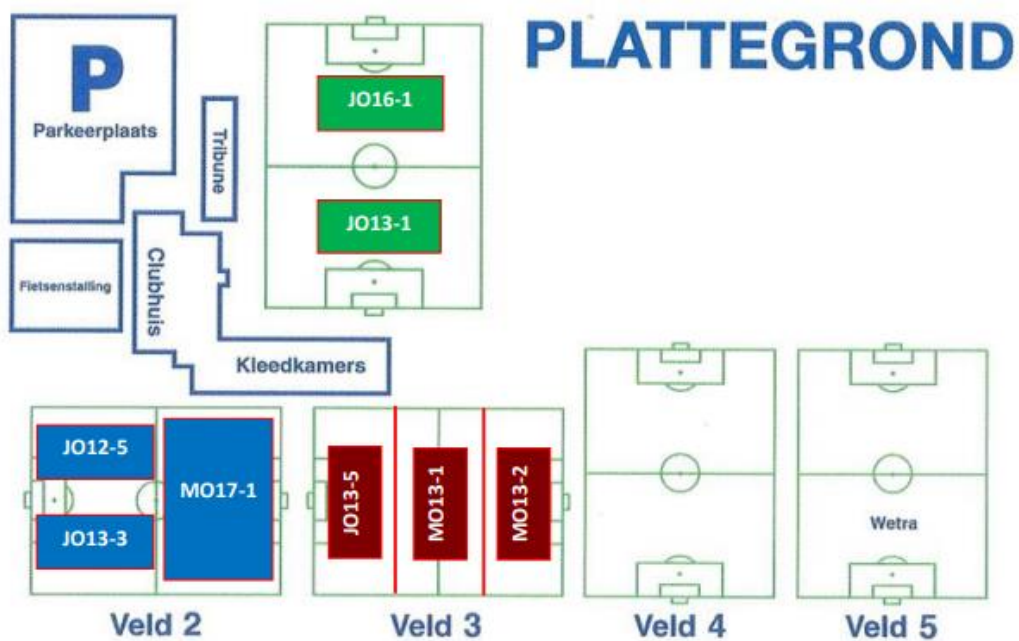 PLATTEGROND
P
Parkeerplaats
Tribune
JO16-1
JO13-1
Fietsenstalling
Clubhuis
Kleedkamers
JO12-5
MO17-1
JO13-3
JO13-5
MO13-1
MO13-2
Wetra
Veld 2
Veld 3
Veld 4
Veld 5